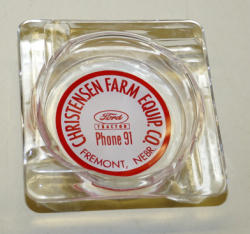 CHRISTENSEN FARM EQUIP. CO.
Ford
TRACTOR
Phone 91
FREMONT, NEBR.